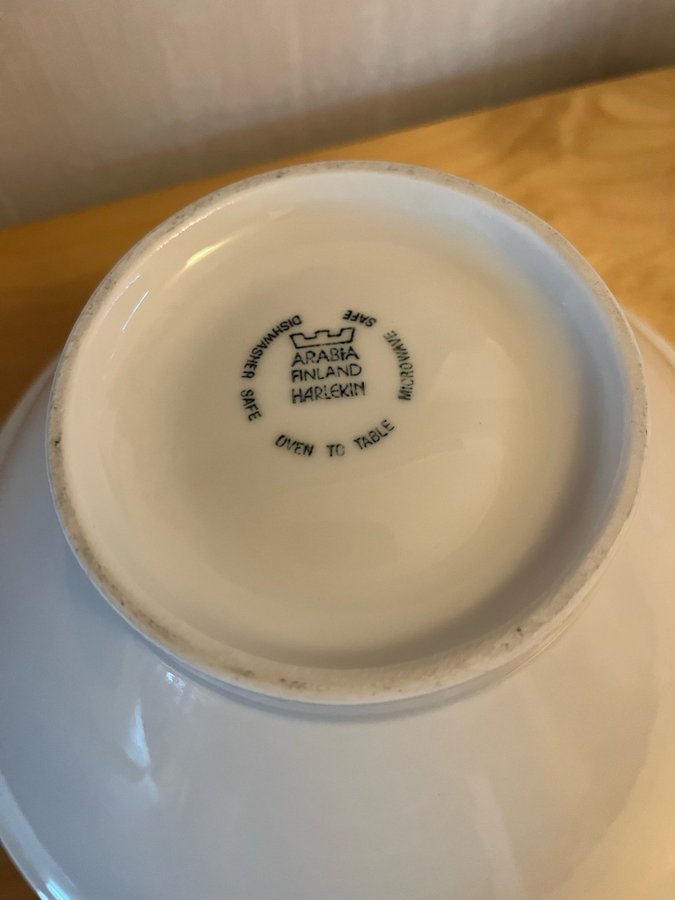 ARABIA
FINLAND
HARLEKIN
DISHWASHER SAFE
OVEN TO TABLE
MICROWAVE SAFE